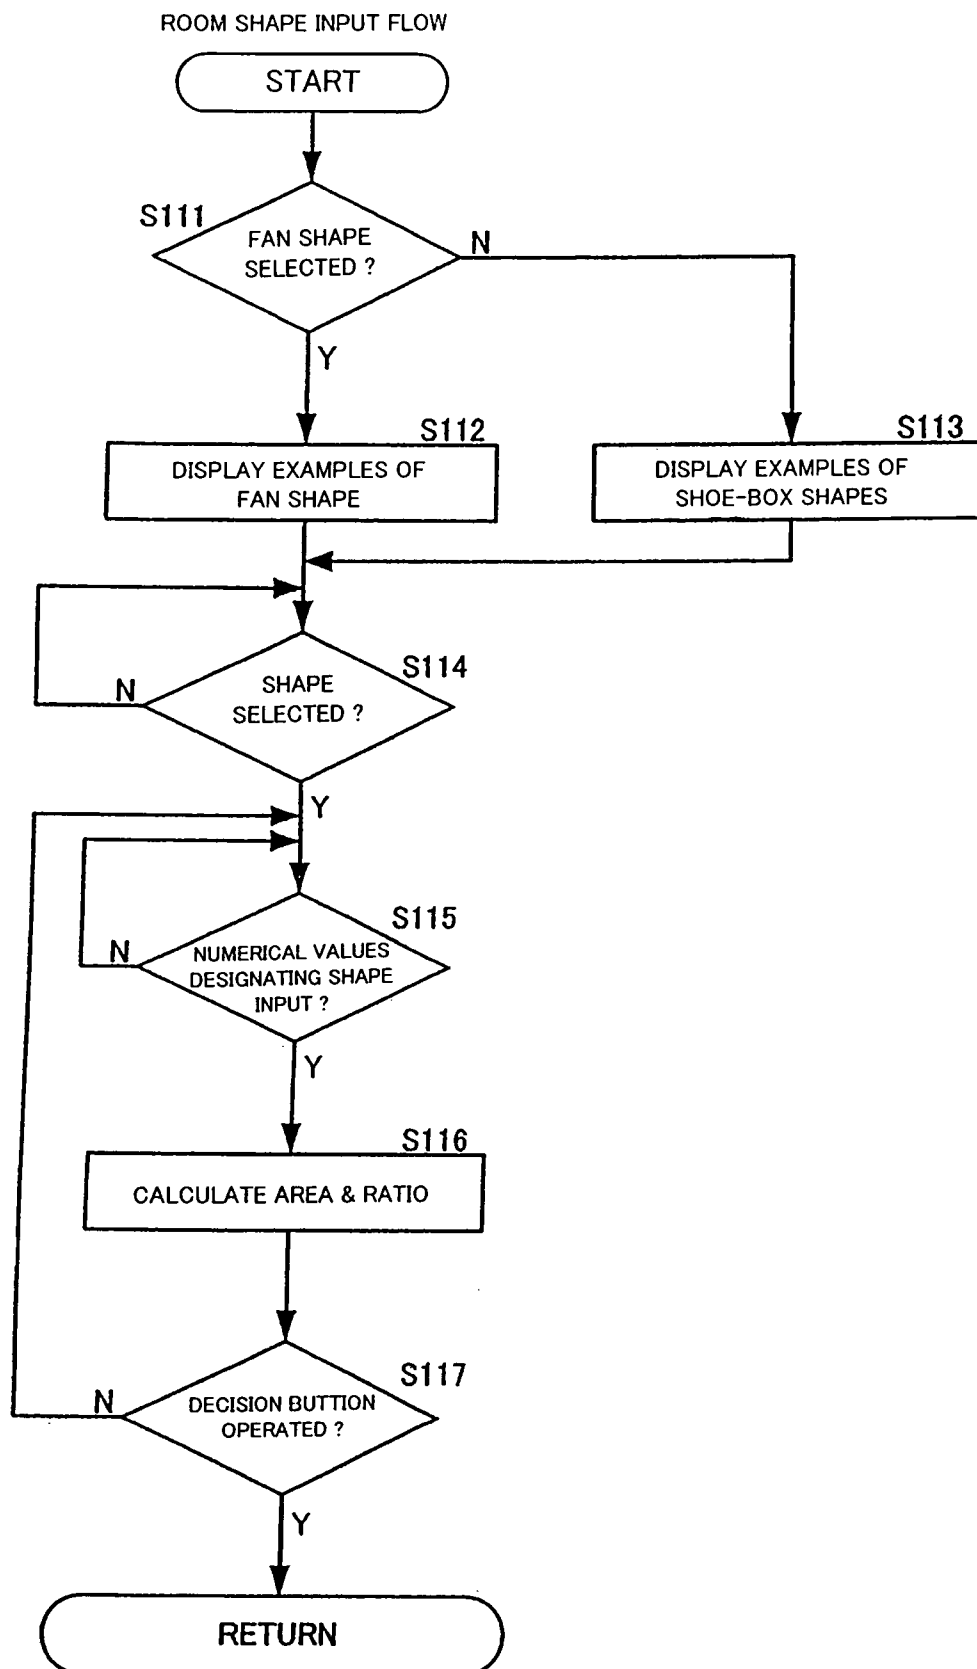 ROOM SHAPE INPUT FLOW
START
S111
FAN SHAPE
SELECTED ?
N
Y
S112
DISPLAY EXAMPLES OF
FAN SHAPE
S113
DISPLAY EXAMPLES OF
SHOE-BOX SHAPES
S114
SHAPE
SELECTED ?
N
Y
S115
NUMERICAL VALUES
DESIGNATING SHAPE
INPUT ?
N
Y
S116
CALCULATE AREA & RATIO
S117
DECISION BUTTION
OPERATED ?
N
Y
RETURN